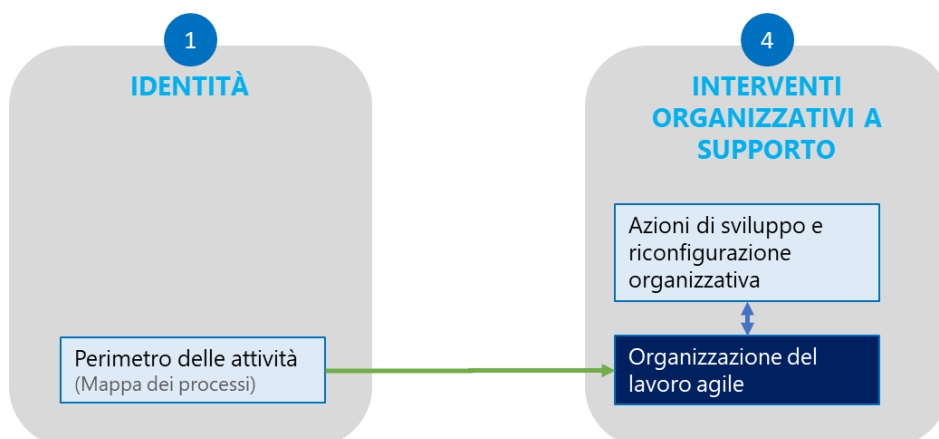 1
IDENTITÀ
Perimetro delle attività
(Mappa dei processi)
4
INTERVENTI
ORGANIZZATIVI A
SUPPORTO
Azioni di sviluppo e
riconfigurazione
organizzativa
Organizzazione del
lavoro agile